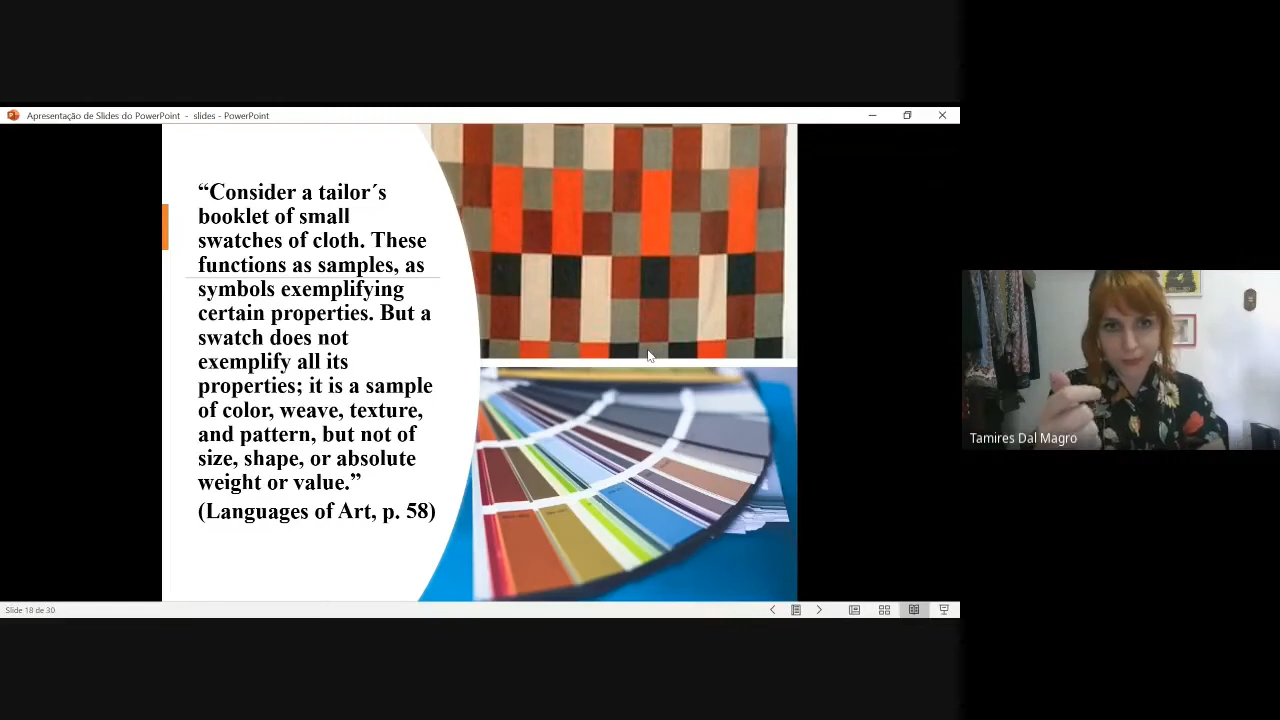 Apresentação de Slides do PowerPoint - slides - PowerPoint
“Consider a tailor´s
booklet of small
swatches of cloth. These
functions as samples, as
symbols exemplifying
certain properties. But a
swatch does not
exemplify all its
properties; it is a sample
of color, weave, texture,
and pattern, but not of
size, shape, or absolute
weight or value.”
(Languages of Art, p. 58)
Tamires Dal Magro
Slide 18 de 30